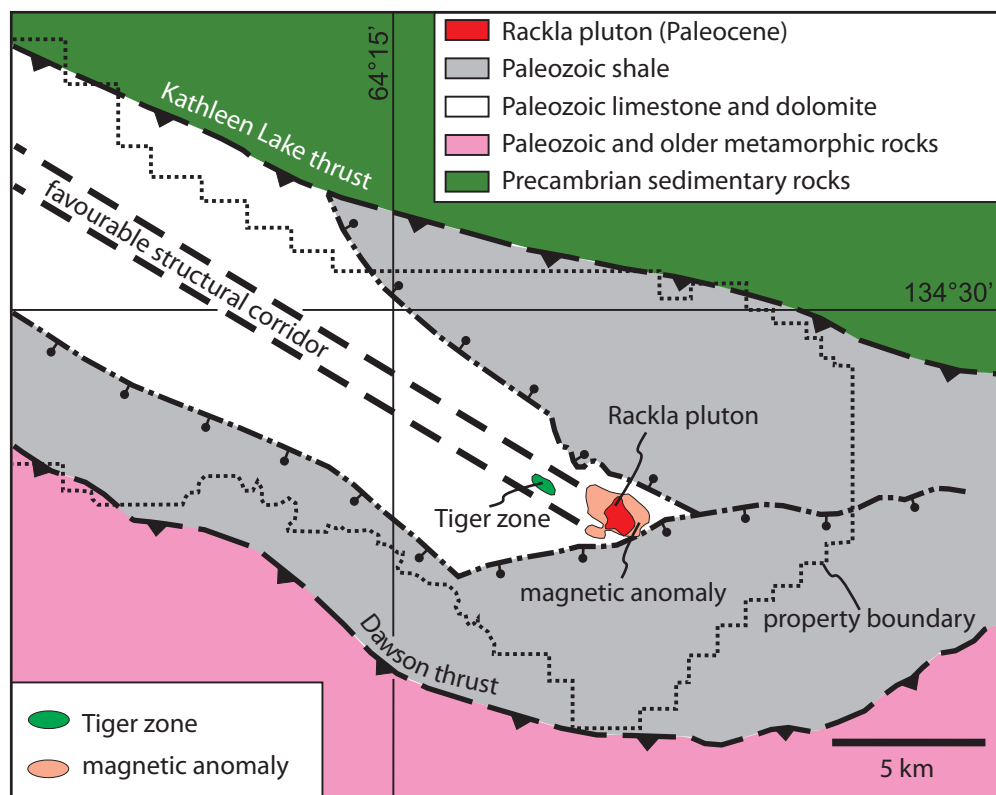 Rackla pluton (Paleocene)
Paleozoic shale
Paleozoic limestone and dolomite
Paleozoic and older metamorphic rocks
Precambrian sedimentary rocks
64°15'
Kathleen Lake thrust
favourable structural corridor
134°30'
Rackla pluton
Tiger zone
magnetic anomaly
property boundary
Dawson thrust
Tiger zone
magnetic anomaly
5 km